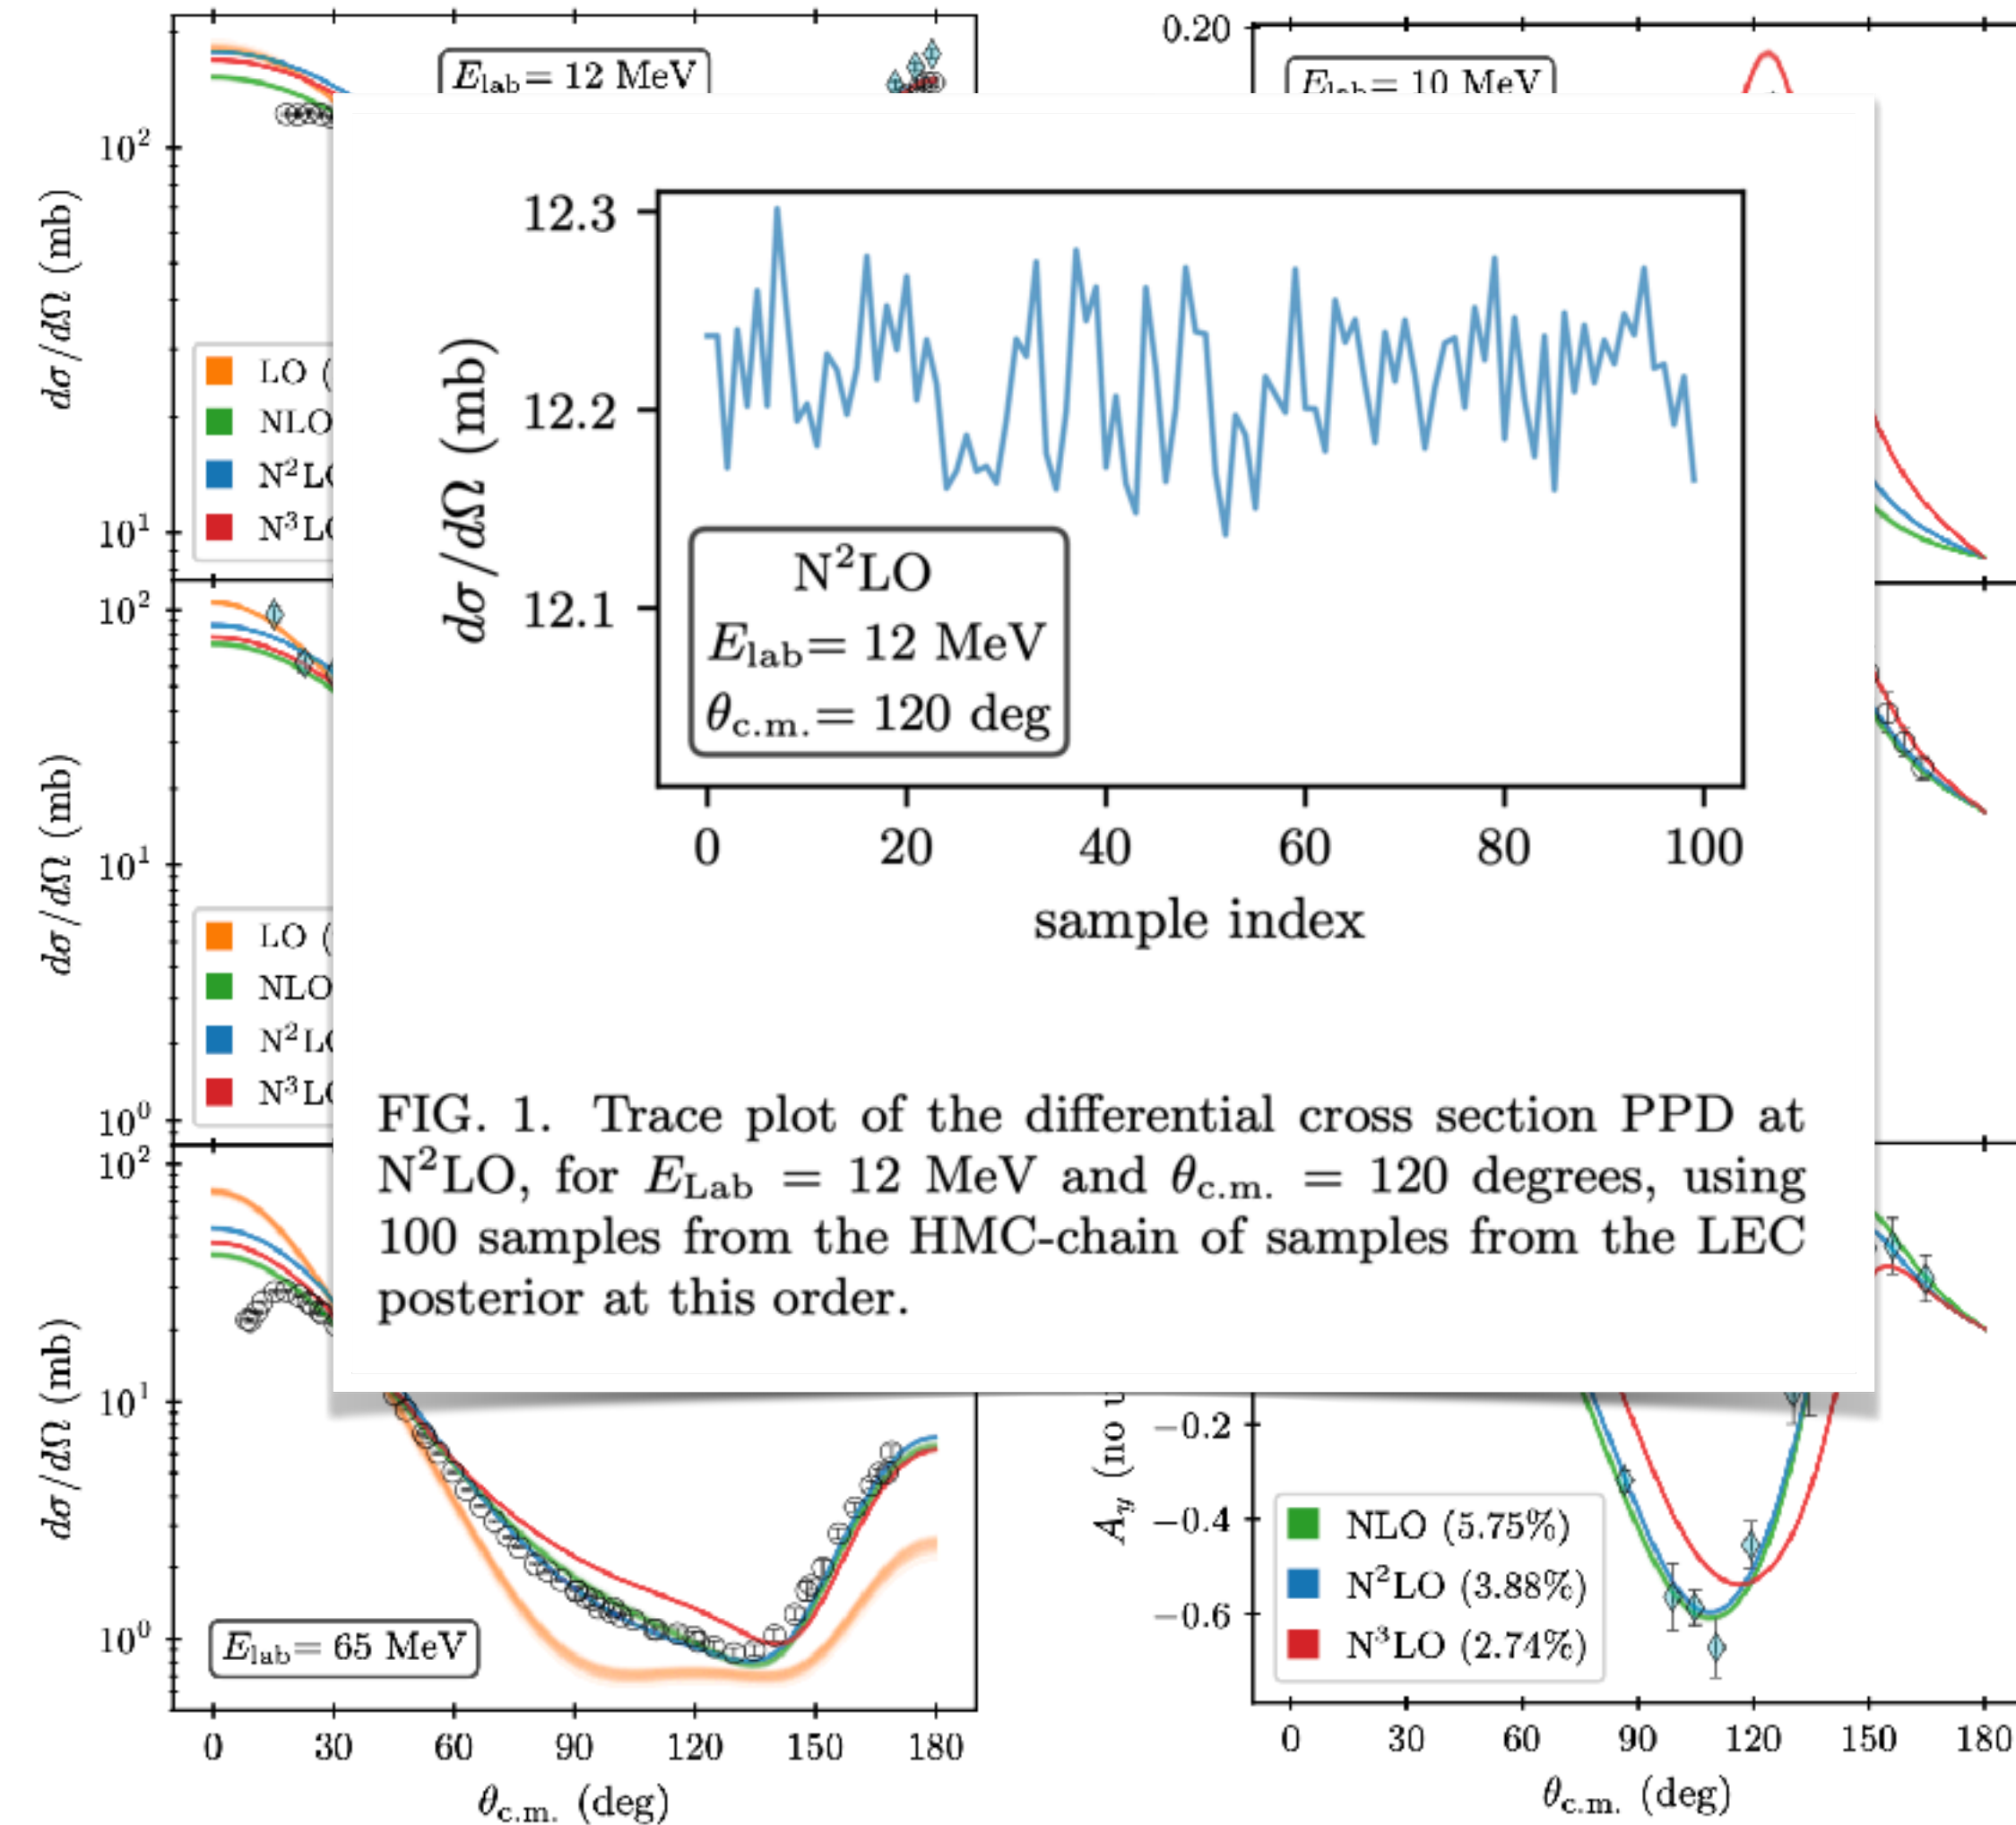 E_lab= 12 MeV
10²
dσ/dΩ (mb)
LO (
NLO
10¹
10²
dσ/dΩ (mb)
10¹
LO (
NLO
10⁰
10²
dσ/dΩ (mb)
10¹
10⁰
E_lab= 65 MeV
0 30 60 90 120 150 180
θ_c.m. (deg)
0.20
E_lab= 10 MeV
12.3
12.2
12.1
dσ/dΩ (mb)
N²LO
E_lab= 12 MeV
θ_c.m.= 120 deg
0 20 40 60 80 100
sample index
FIG. 1. Trace plot of the differential cross section PPD at
N²LO, for E_Lab = 12 MeV and θ_c.m. = 120 degrees, using
100 samples from the HMC-chain of samples from the LEC
posterior at this order.
A_y (no
−0.2
−0.4
−0.6
NLO (5.75%)
N²LO (3.88%)
N³LO (2.74%)
0 30 60 90 120 150 180
θ_c.m. (deg)